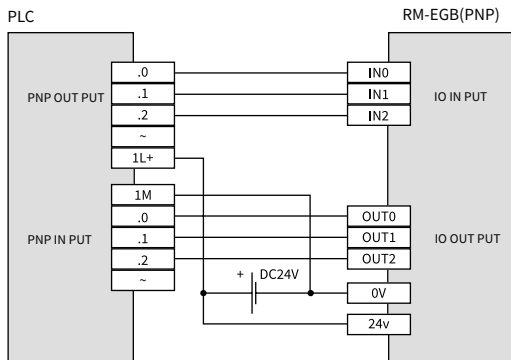 PLC
RM-EGB(PNP)
PNP OUT PUT
.0
.1
.2
~
1L+
IN0
IN1
IN2
IO IN PUT
PNP IN PUT
1M
.0
.1
.2
~
+ DC24V
OUT0
OUT1
OUT2
0V
24v
IO OUT PUT